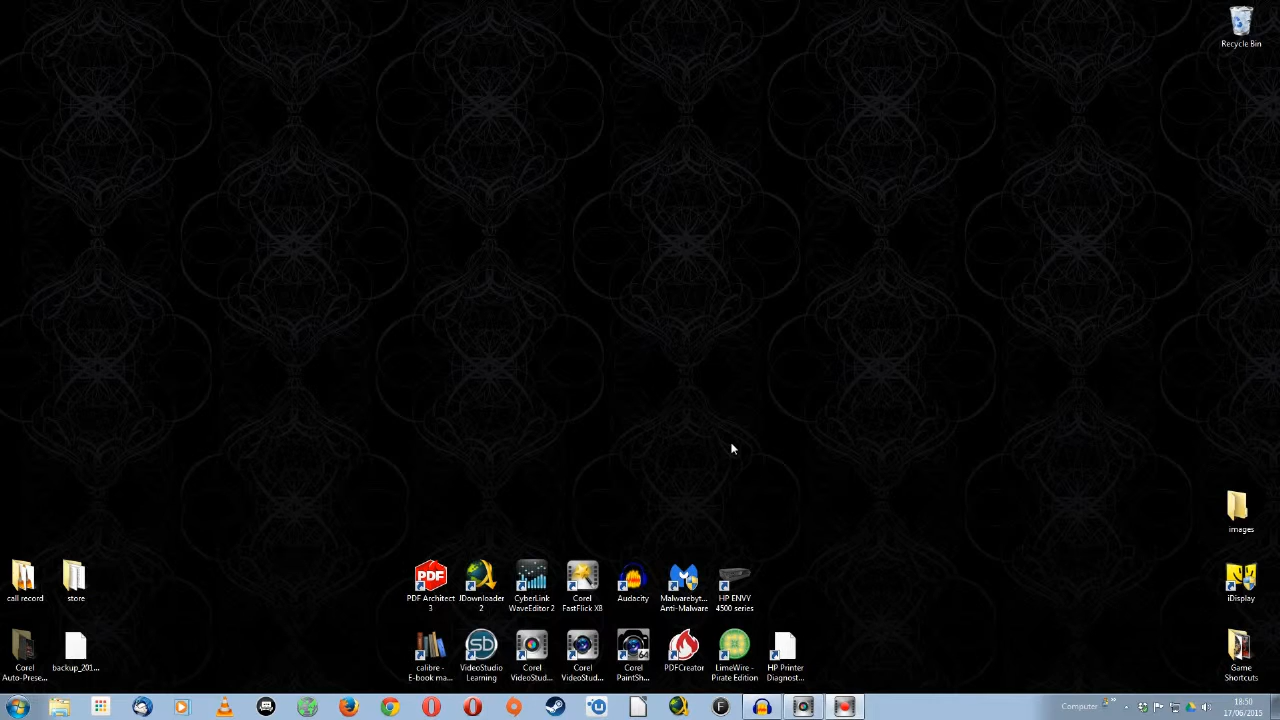 Recycle Bin
images
call record
store
PDF Architect 3
JDownloader 2
CyberLink WaveEditor 2
Corel FastFlick X8
Audacity
Malwarebyt... Anti-Malware
HP ENVY 4500 series
iDisplay
Corel Auto-Prese...
backup_201...
calibre - E-book ma...
VideoStudio Learning
Corel VideoStud...
Corel VideoStud...
Corel PaintSh...
PDFCreator
LimeWire - Pirate Edition
HP Printer Diagnost...
Game Shortcuts
Computer
18:50
17/06/2015